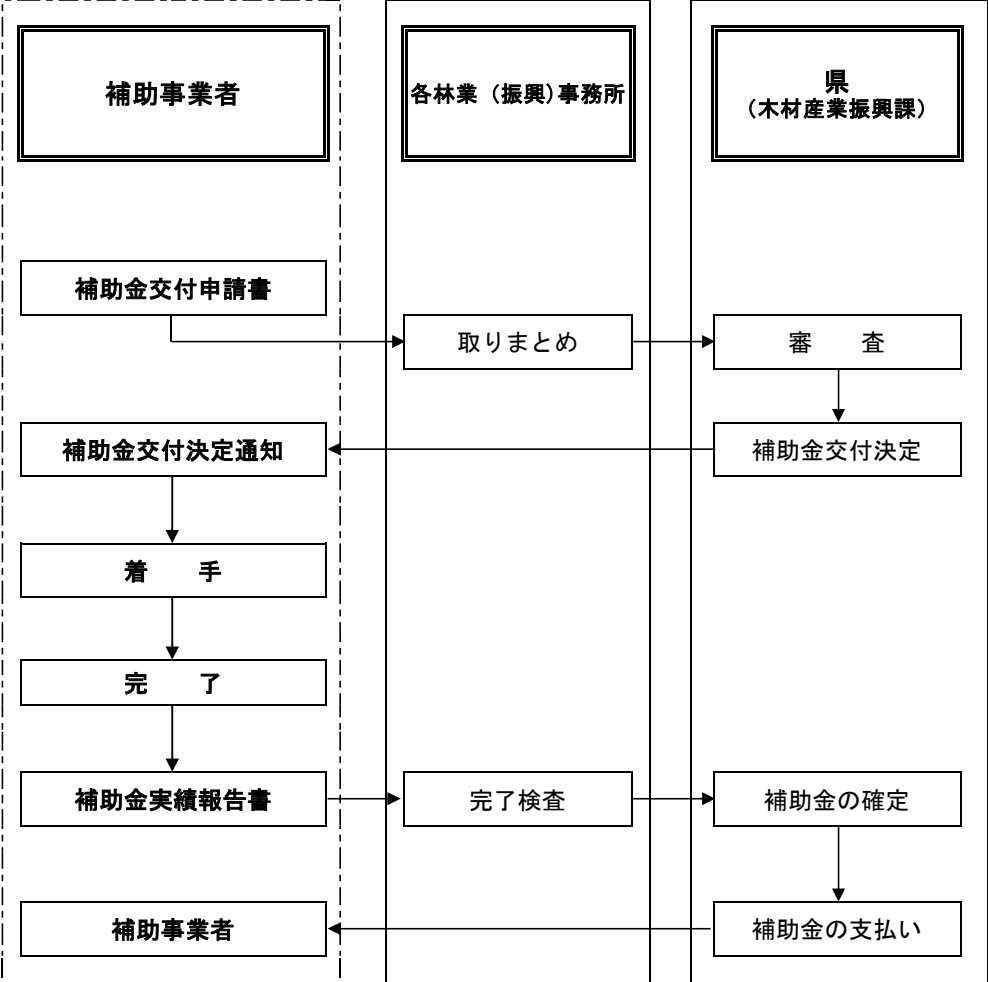 補助事業者
各林業（振興)事務所
県
（木材産業振興課）
補助金交付申請書
取りまとめ
審　　査
補助金交付決定通知
補助金交付決定
着　　手
完　　了
補助金実績報告書
完了検査
補助金の確定
補助事業者
補助金の支払い